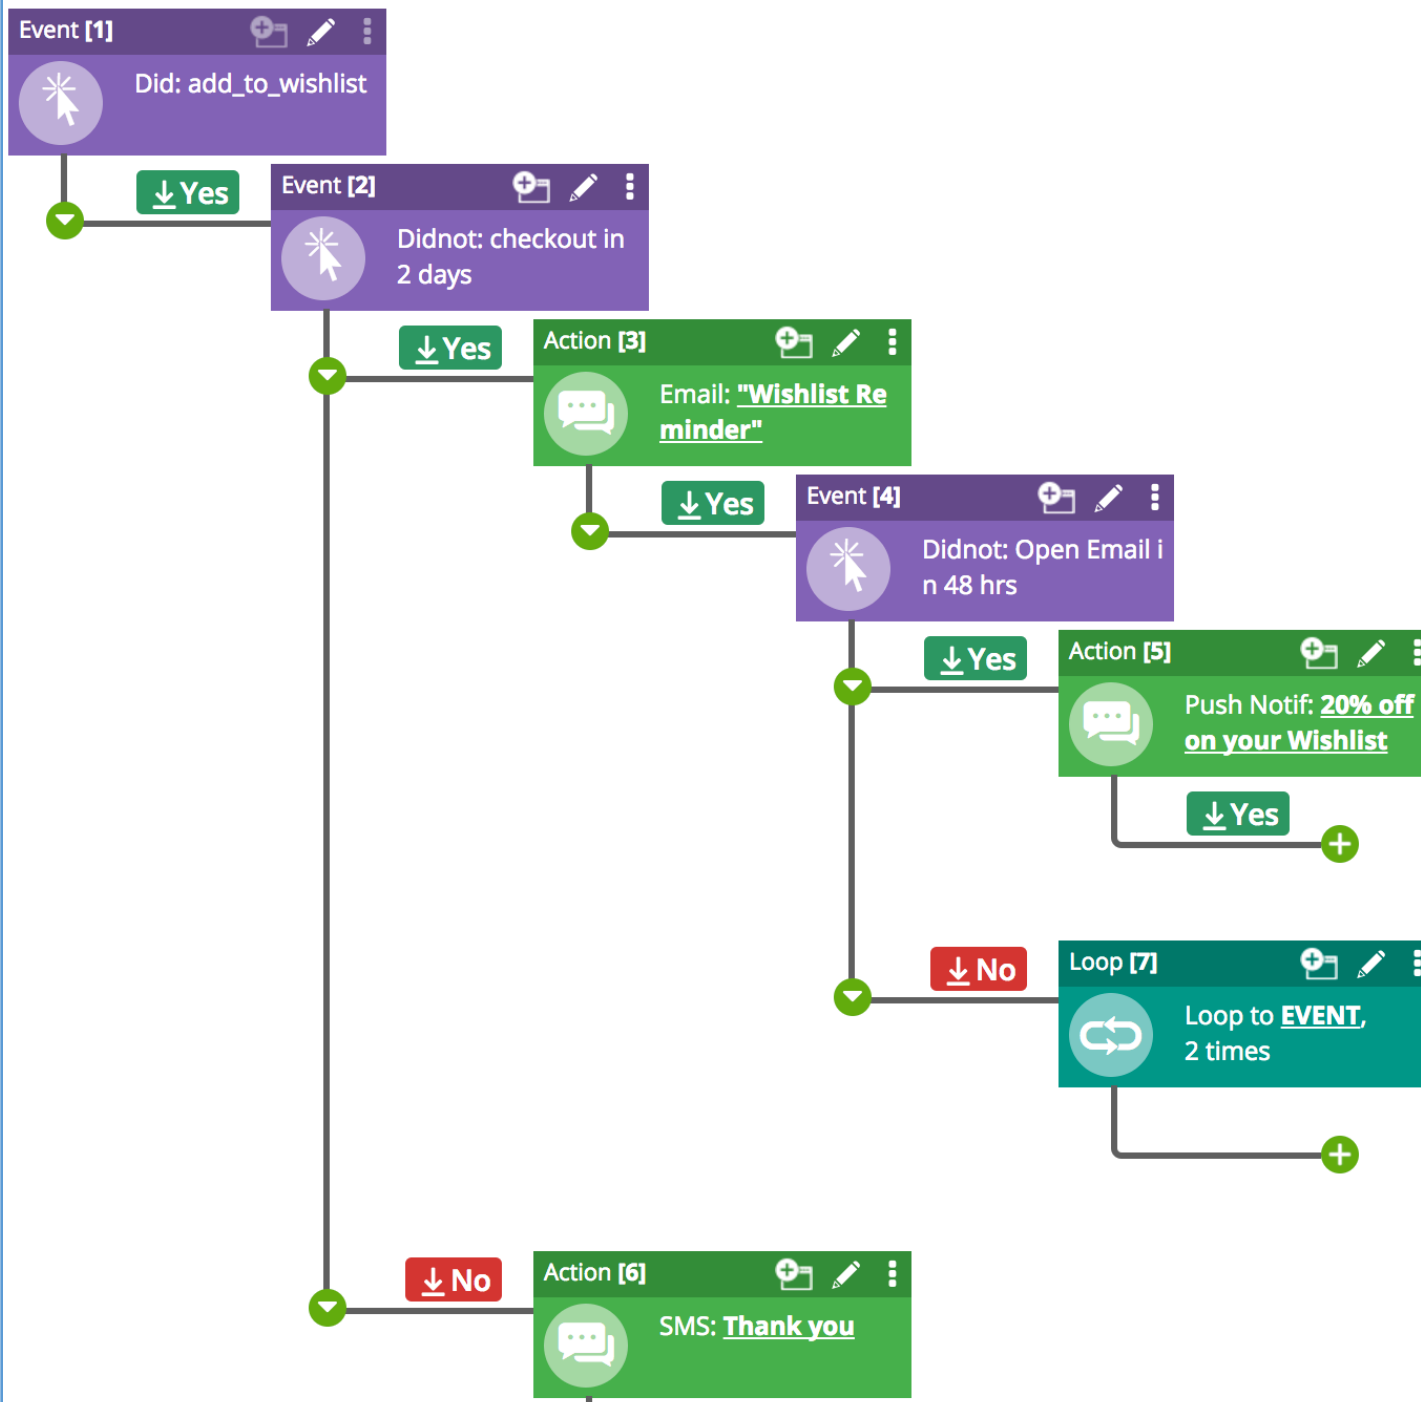 Event [1]
Did: add_to_wishlist
Yes
Event [2]
Didnot: checkout in
2 days
Yes
Action [3]
Email: "Wishlist Re
minder"
Yes
Event [4]
Didnot: Open Email i
n 48 hrs
Yes
Action [5]
Push Notif: 20% off
on your Wishlist
Yes
No
Loop [7]
Loop to EVENT,
2 times
No
Action [6]
SMS: Thank you